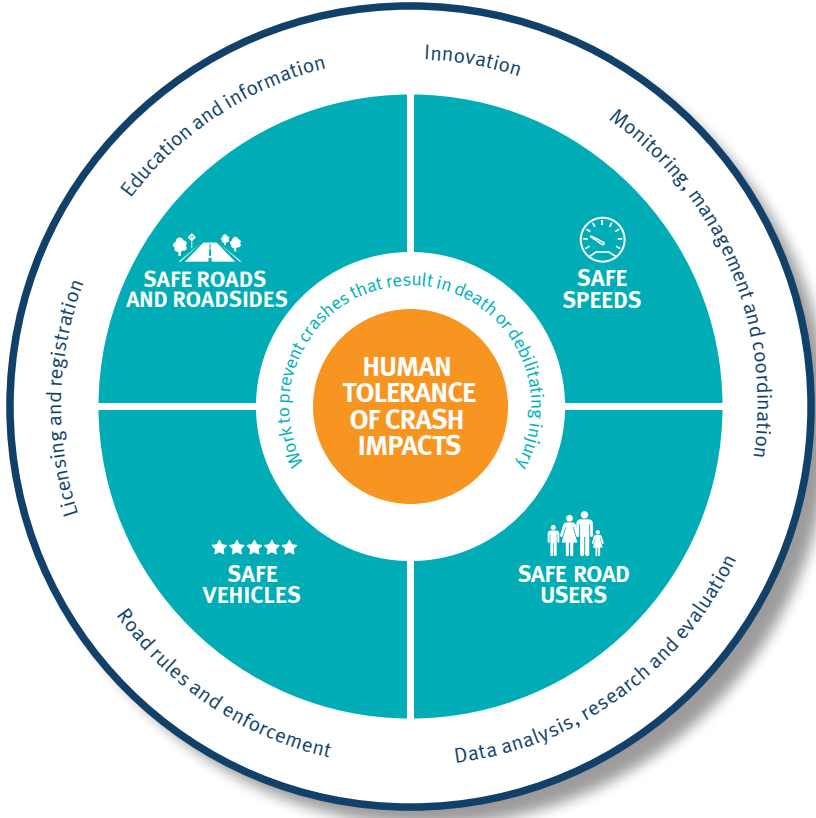 Education and information
Innovation
Monitoring, management and coordination
Licensing and registration
SAFE ROADS
AND ROADSIDES
SAFE
SPEEDS
Work to prevent crashes that result in death or debilitating injury
HUMAN
TOLERANCE
OF CRASH
IMPACTS
SAFE
VEHICLES
SAFE ROAD
USERS
Road rules and enforcement
Data analysis, research and evaluation